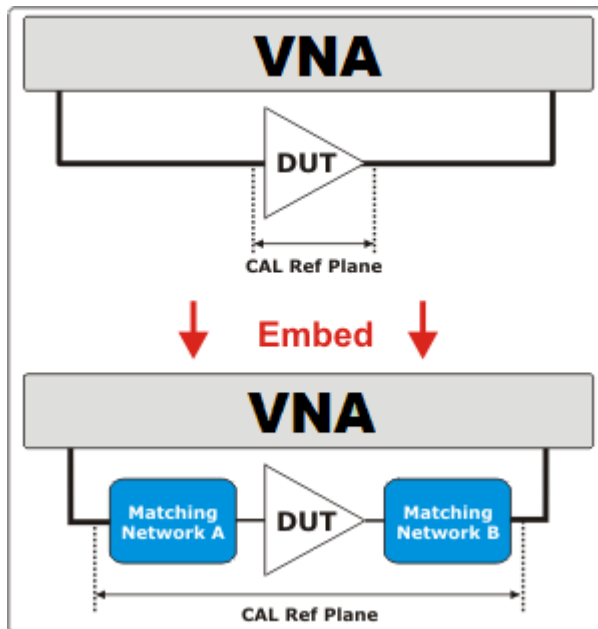 VNA
DUT
CAL Ref Plane
Embed
VNA
Matching
Network A
DUT
Matching
Network B
CAL Ref Plane